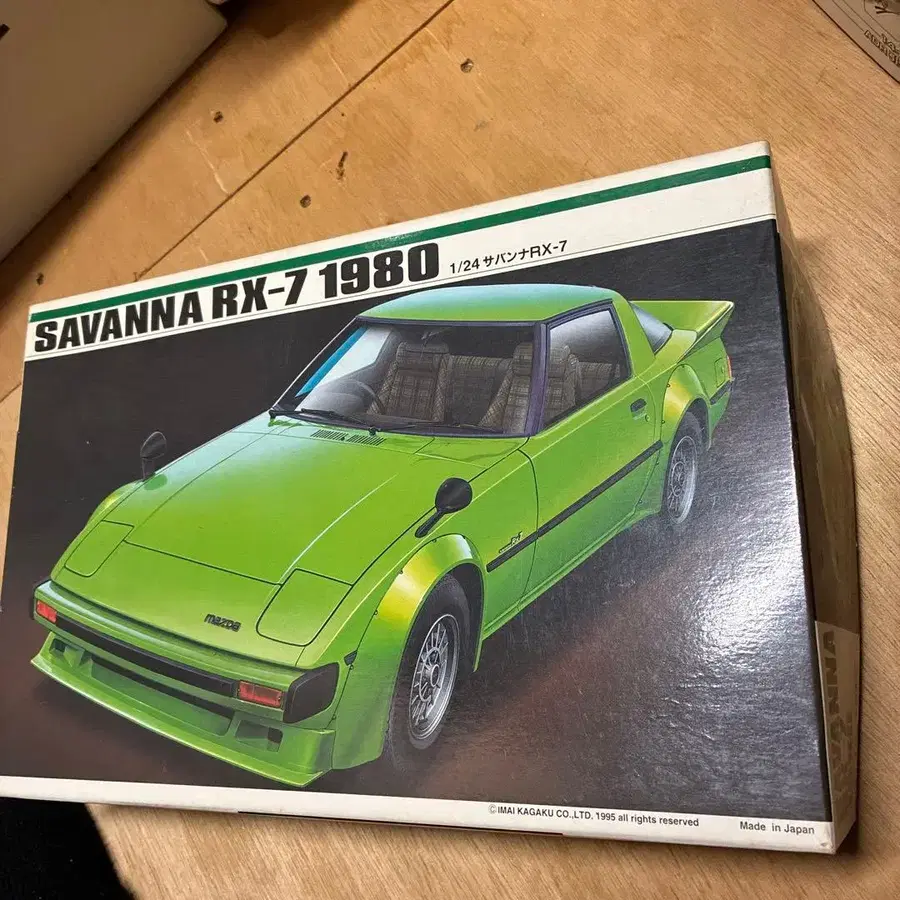 SAVANNA RX-7 1980 1/24 サバンナRX-7
mazda
©IMAI KAGAKU CO.,LTD. 1995 all rights reserved Made in Japan